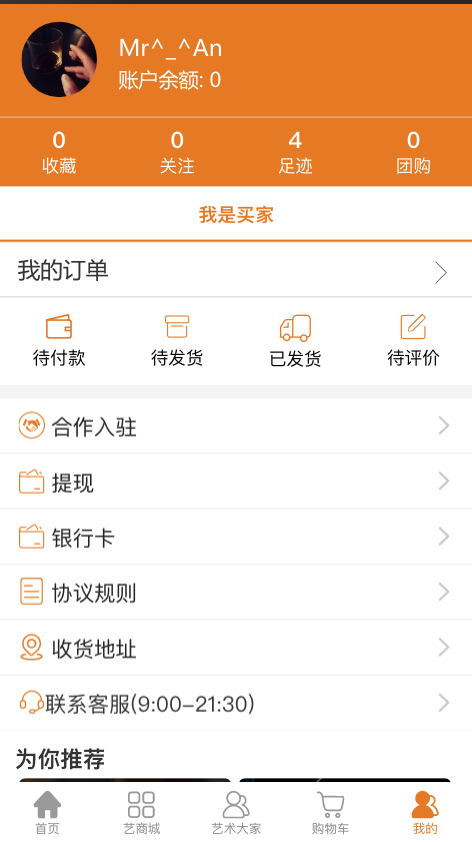 Mr^_^An
账户余额: 0
0 0 4 0
收藏 关注 足迹 团购
我是买家
我的订单
待付款 待发货 已发货 待评价
合作入驻
提现
银行卡
协议规则
收货地址
联系客服(9:00-21:30)
为你推荐
首页 艺商城 艺术大家 购物车 我的